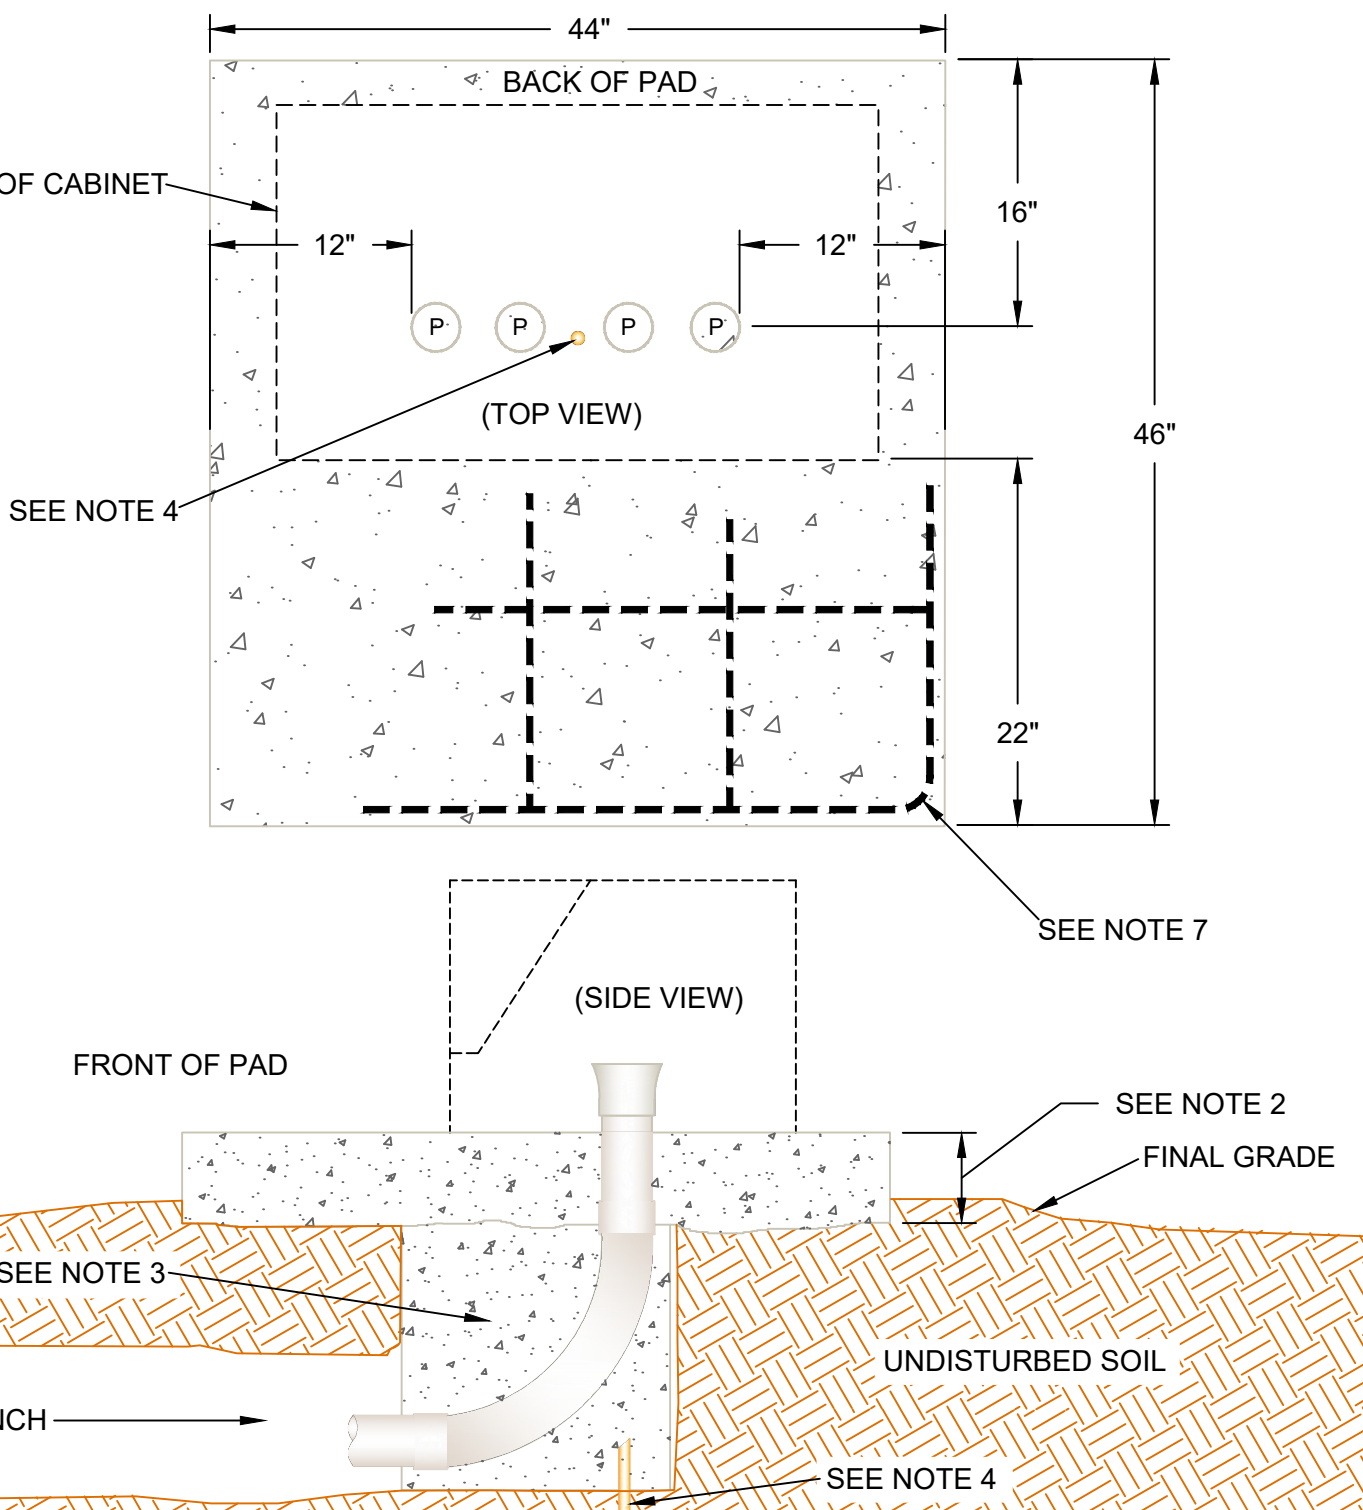 44"
BACK OF PAD
OF CABINET
16"
12"
12"
P
P
P
P
(TOP VIEW)
46"
SEE NOTE 4
22"
SEE NOTE 7
(SIDE VIEW)
FRONT OF PAD
SEE NOTE 2
FINAL GRADE
SEE NOTE 3
UNDISTURBED SOIL
NCH
SEE NOTE 4